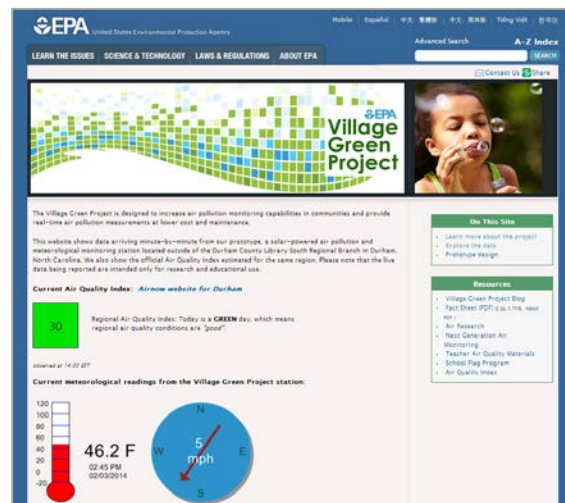 EPA United States Environmental Protection Agency
Mobile Español 中文: 繁體版 中文: 简体版 Tiếng Việt 한국어
Advanced Search A-Z Index
LEARN THE ISSUES SCIENCE & TECHNOLOGY LAWS & REGULATIONS ABOUT EPA
SEARCH
Contact Us Share
EPA
Village
Green
Project
The Village Green Project is designed to increase air pollution monitoring capabilities in communities and provide
real-time air pollution measurements at lower cost and maintenance.
This website shows data arriving minute-by-minute from our prototype, a solar-powered air pollution and
meteorological monitoring station located outside of the Durham County Library South Regional Branch in Durham,
North Carolina. We also show the official Air Quality Index estimated for the same region. Please note that the live
data being reported are intended only for research and educational use.
Current Air Quality Index: Airnow website for Durham
30
Regional Air Quality Index: Today is a GREEN day, which means
regional air quality conditions are "good".
observed at 14:00 EDT
Current meteorological readings from the Village Green Project station:
120
100
80
60
40
20
0
-20
46.2 F
02:45 PM
02/03/2014
N
W
5
mph
E
S
On This Site
Learn more about the project
Explore the data
Prototype design
Resources
Village Green Project Blog
Fact Sheet (PDF)
Air Research
Next Generation Air
Monitoring
Teacher Air Quality Materials
School Flag Program
Air Quality Index